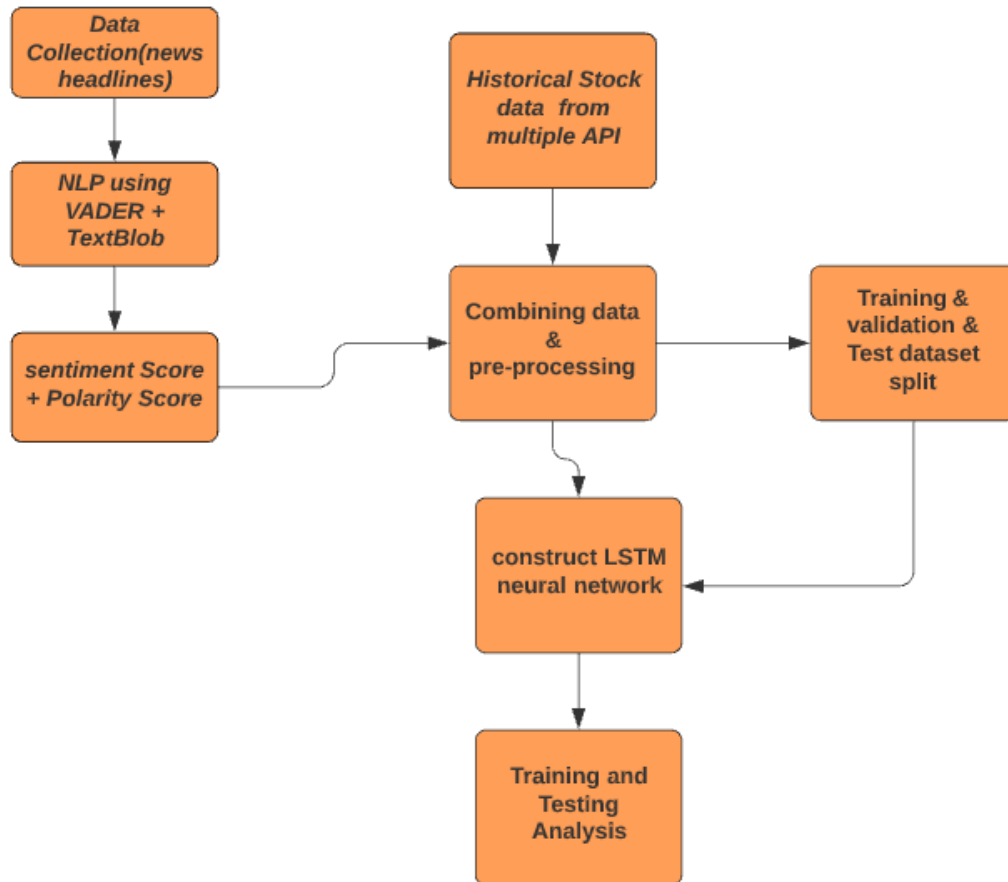 Data
Collection(news
headlines)
NLP using
VADER +
TextBlob
sentiment Score
+ Polarity Score
Historical Stock
data from
multiple API
Combining data
&
pre-processing
Training &
validation &
Test dataset
split
construct LSTM
neural network
Training and
Testing
Analysis